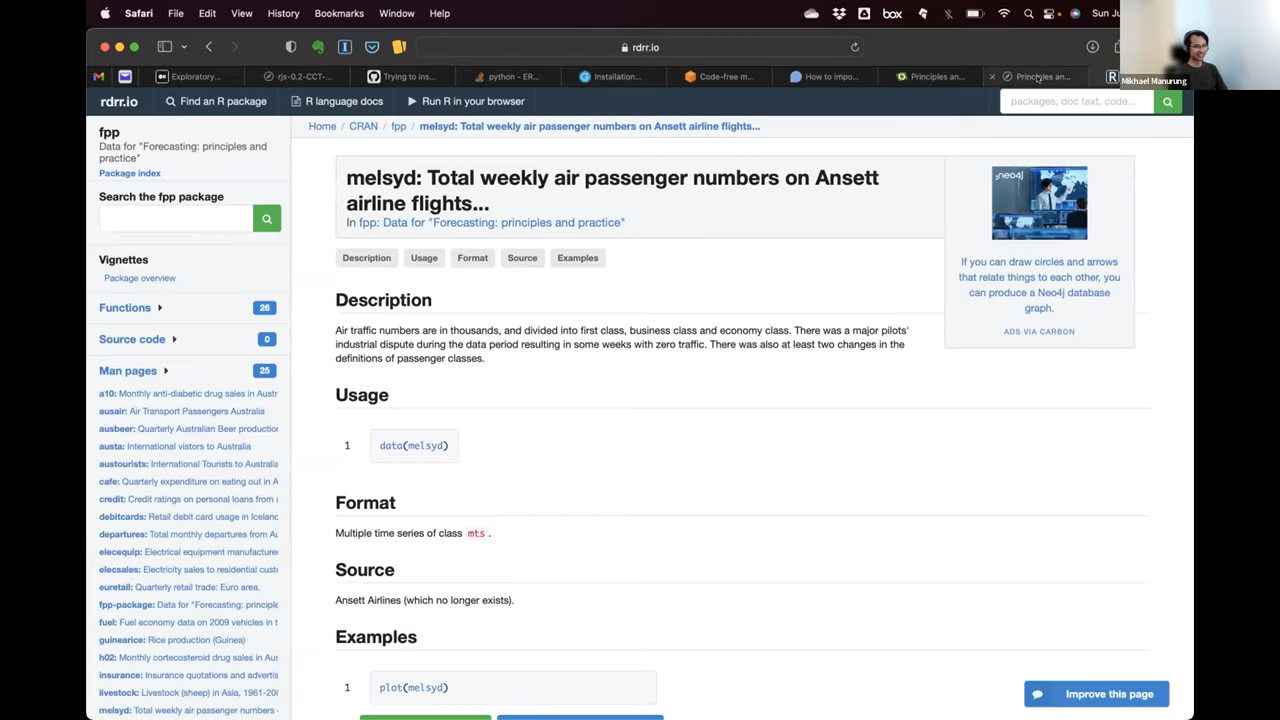 Safari File Edit View History Bookmarks Window Help
box
Sun
rdrr.io
Exploratory...
rjs-0.2-CCT-...
Trying to ins...
python - ER...
Installation...
Code-free m...
How to impo...
Principles an...
Principles an...
R
Mikhael Manurung
rdrr.io
Find an R package
R language docs
Run R in your browser
packages, doc text, code...
fpp
Data for "Forecasting: principles and
practice"
Package index
Search the fpp package
Vignettes
Package overview
Functions 26
Source code 0
Man pages 25
a10: Monthly anti-diabetic drug sales in Austr
ausair: Air Transport Passengers Australia
ausbeer: Quarterly Australian Beer production
austa: International vistors to Australia
austourists: International Tourists to Australia
cafe: Quarterly expenditure on eating out in A
credit: Credit ratings on personal loans from
debitcards: Retail debit card usage in Iceland
departures: Total monthly departures from Au
elecequip: Electrical equipment manufacture
elecsales: Electricity sales to residential custo
euretail: Quarterly retail trade: Euro area.
fpp-package: Data for "Forecasting: principle
fuel: Fuel economy data on 2009 vehicles in t
guinearice: Rice production (Guinea)
h02: Monthly cortecosteroid drug sales in Aus
insurance: Insurance quotations and advertis
livestock: Livestock (sheep) in Asia, 1961-200
melsyd: Total weekly air passenger numbers
Home / CRAN / fpp / melsyd: Total weekly air passenger numbers on Ansett airline flights...
melsyd: Total weekly air passenger numbers on Ansett
airline flights...
In fpp: Data for "Forecasting: principles and practice"
Description
Usage
Format
Source
Examples
Description
Air traffic numbers are in thousands, and divided into first class, business class and economy class. There was a major pilots'
industrial dispute during the data period resulting in some weeks with zero traffic. There was also at least two changes in the
definitions of passenger classes.
Usage
1 data(melsyd)
Format
Multiple time series of class mts .
Source
Ansett Airlines (which no longer exists).
Examples
1 plot(melsyd)
neo4j
If you can draw circles and arrows
that relate things to each other, you
can produce a Neo4j database
graph.
ADS VIA CARBON
Improve this page